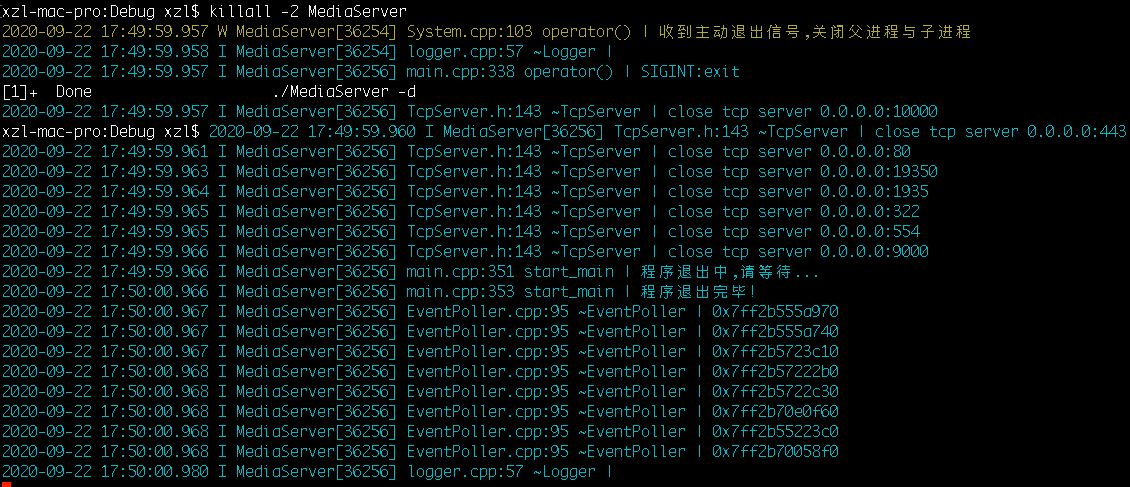 xzl-mac-pro:Debug xzl$ killall -2 MediaServer
2020-09-22 17:49:59.957 W MediaServer[36254] System.cpp:103 operator() | 收到主动退出信号,关闭父进程与子进程
2020-09-22 17:49:59.958 I MediaServer[36254] logger.cpp:57 ~Logger |
2020-09-22 17:49:59.957 I MediaServer[36256] main.cpp:338 operator() | SIGINT:exit
[1]+  Done                    ./MediaServer -d
2020-09-22 17:49:59.957 I MediaServer[36256] TcpServer.h:143 ~TcpServer | close tcp server 0.0.0.0:10000
xzl-mac-pro:Debug xzl$ 2020-09-22 17:49:59.960 I MediaServer[36256] TcpServer.h:143 ~TcpServer | close tcp server 0.0.0.0:443
2020-09-22 17:49:59.961 I MediaServer[36256] TcpServer.h:143 ~TcpServer | close tcp server 0.0.0.0:80
2020-09-22 17:49:59.963 I MediaServer[36256] TcpServer.h:143 ~TcpServer | close tcp server 0.0.0.0:19350
2020-09-22 17:49:59.964 I MediaServer[36256] TcpServer.h:143 ~TcpServer | close tcp server 0.0.0.0:1935
2020-09-22 17:49:59.965 I MediaServer[36256] TcpServer.h:143 ~TcpServer | close tcp server 0.0.0.0:322
2020-09-22 17:49:59.965 I MediaServer[36256] TcpServer.h:143 ~TcpServer | close tcp server 0.0.0.0:554
2020-09-22 17:49:59.966 I MediaServer[36256] TcpServer.h:143 ~TcpServer | close tcp server 0.0.0.0:9000
2020-09-22 17:49:59.966 I MediaServer[36256] main.cpp:351 start_main | 程序退出中,请等待...
2020-09-22 17:50:00.966 I MediaServer[36256] main.cpp:353 start_main | 程序退出完毕!
2020-09-22 17:50:00.967 I MediaServer[36256] EventPoller.cpp:95 ~EventPoller | 0x7ff2b555a970
2020-09-22 17:50:00.967 I MediaServer[36256] EventPoller.cpp:95 ~EventPoller | 0x7ff2b555a740
2020-09-22 17:50:00.967 I MediaServer[36256] EventPoller.cpp:95 ~EventPoller | 0x7ff2b5723c10
2020-09-22 17:50:00.968 I MediaServer[36256] EventPoller.cpp:95 ~EventPoller | 0x7ff2b57222b0
2020-09-22 17:50:00.968 I MediaServer[36256] EventPoller.cpp:95 ~EventPoller | 0x7ff2b5722c30
2020-09-22 17:50:00.968 I MediaServer[36256] EventPoller.cpp:95 ~EventPoller | 0x7ff2b70e0f60
2020-09-22 17:50:00.968 I MediaServer[36256] EventPoller.cpp:95 ~EventPoller | 0x7ff2b55223c0
2020-09-22 17:50:00.968 I MediaServer[36256] EventPoller.cpp:95 ~EventPoller | 0x7ff2b70058f0
2020-09-22 17:50:00.980 I MediaServer[36256] logger.cpp:57 ~Logger |